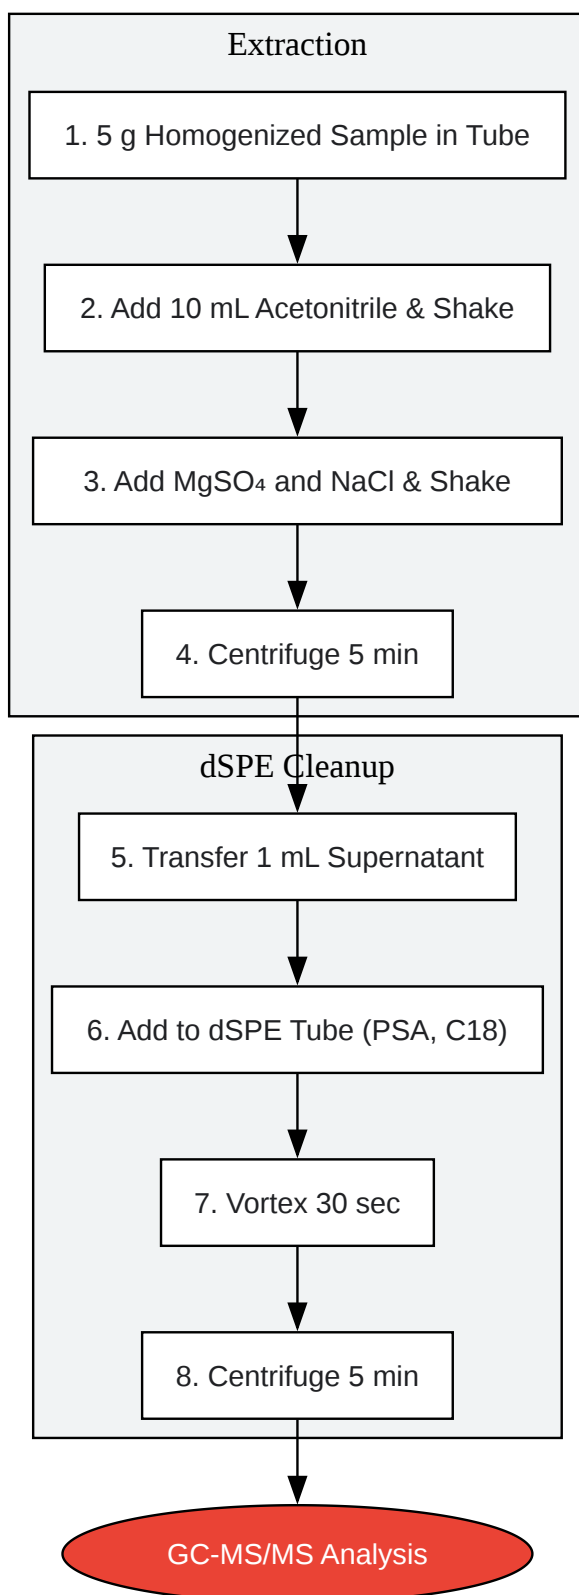 Extraction
1. 5 g Homogenized Sample in Tube
2. Add 10 mL Acetonitrile & Shake
3. Add MgSO₄ and NaCl & Shake
4. Centrifuge 5 min
dSPE Cleanup
5. Transfer 1 mL Supernatant
6. Add to dSPE Tube (PSA, C18)
7. Vortex 30 sec
8. Centrifuge 5 min
GC-MS/MS Analysis